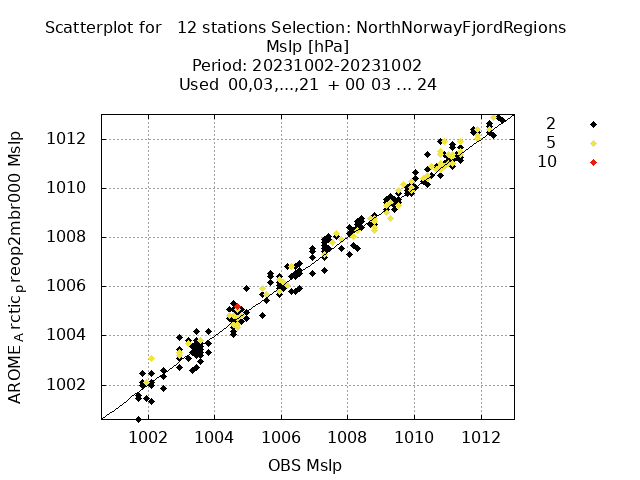 Scatterplot for   12 stations Selection: NorthNorwayFjordRegions
Mslp [hPa]
Period: 20231002-20231002
Used  00,03,...,21  + 00 03 ... 24
2
5
10
1012
1010
1008
1006
1004
1002
AROME_Arctic_preop2mbr000 Mslp
1002 1004 1006 1008 1010 1012
OBS Mslp